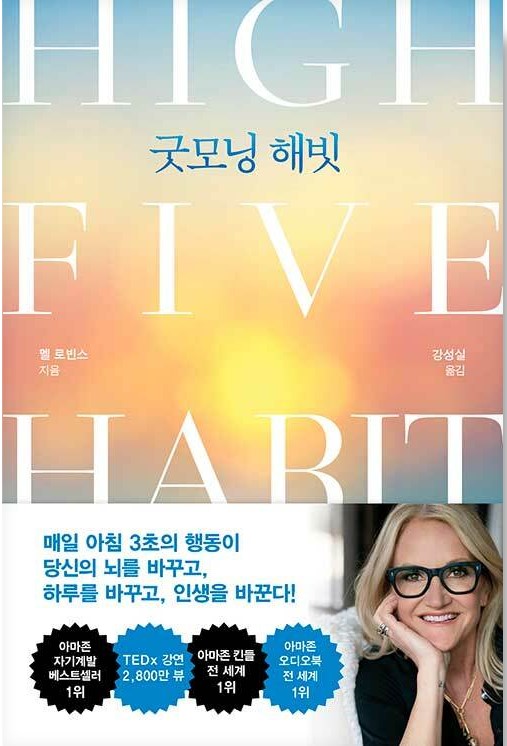 HIGH
굿모닝 해빗
FIVE
멜 로빈스
지음
강성실
옮김
HABIT
매일 아침 3초의 행동이
당신의 뇌를 바꾸고,
하루를 바꾸고, 인생을 바꾼다!
아마존
자기계발
베스트셀러
1위
TEDx 강연
2,800만 뷰
아마존 킨들
전 세계
1위
아마존
오디오북
전 세계
1위